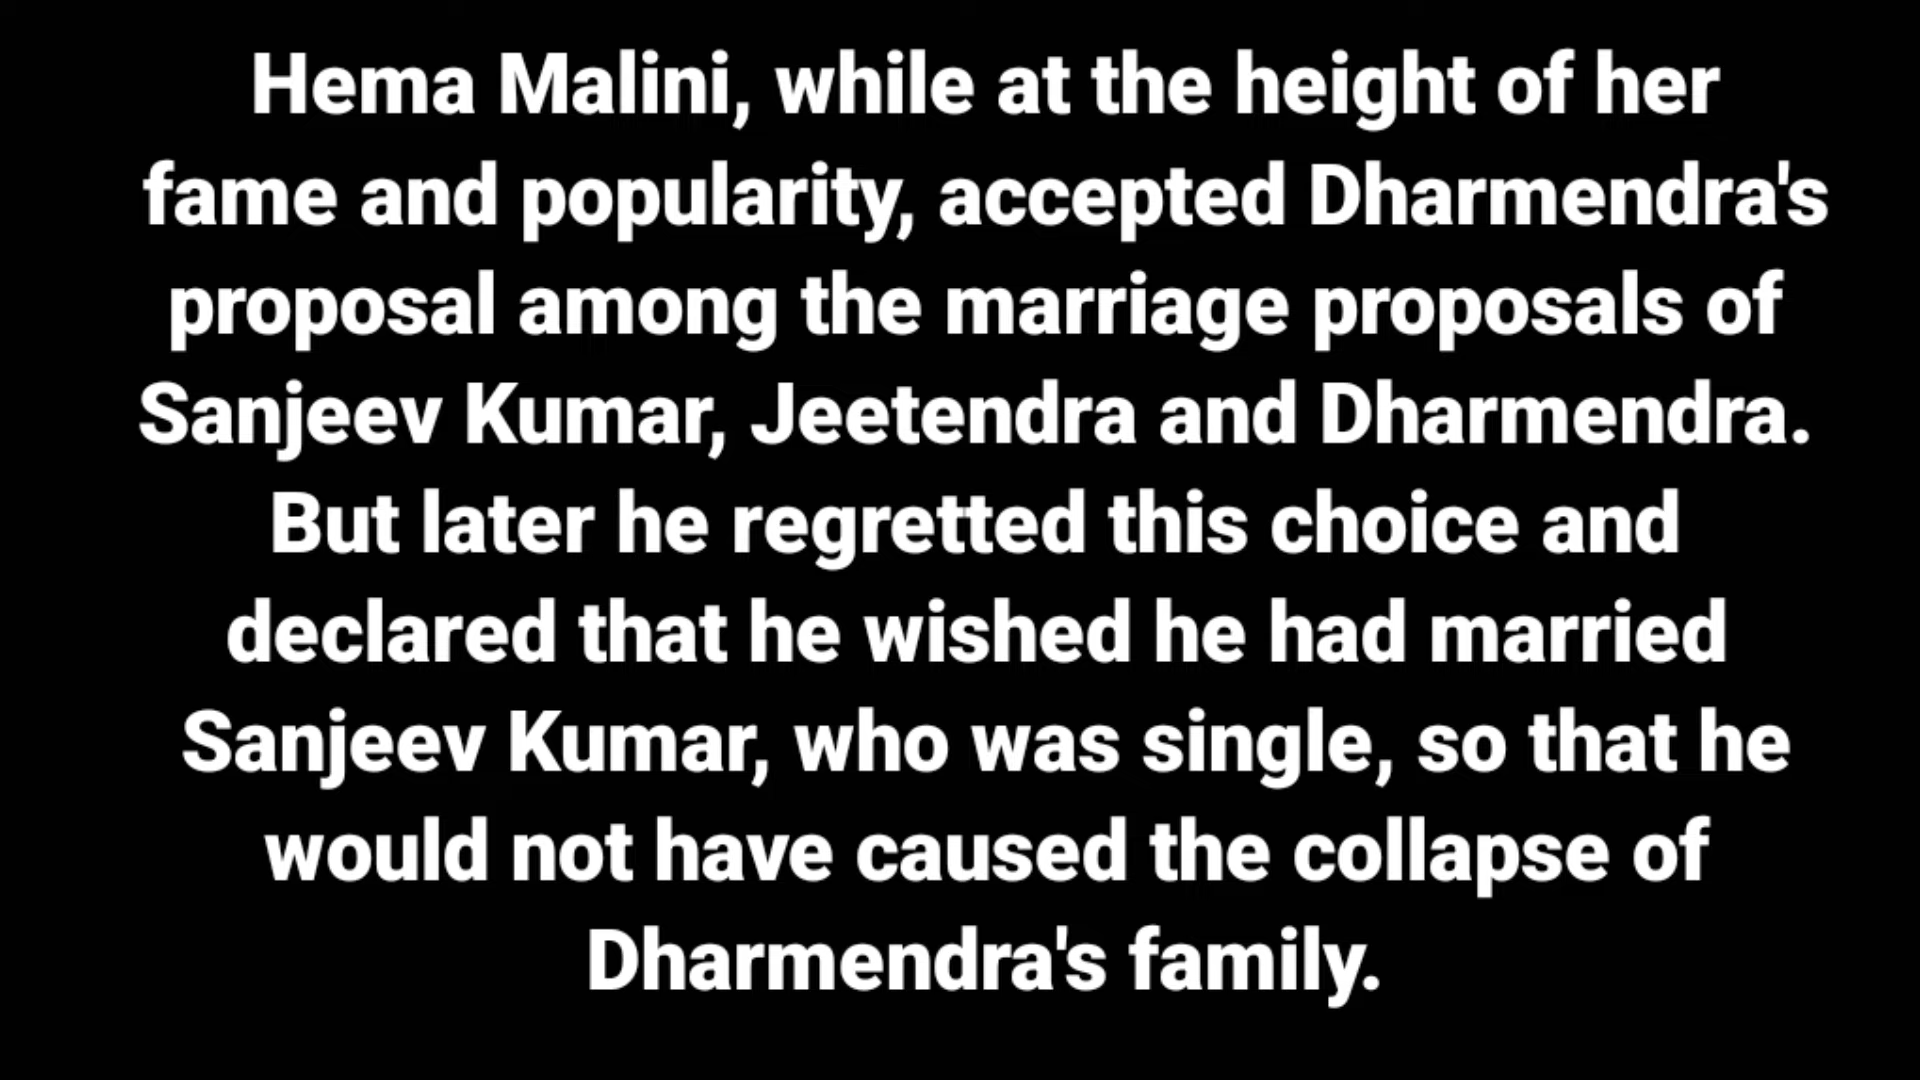 Hema Malini, while at the height of her
fame and popularity, accepted Dharmendra's
proposal among the marriage proposals of
Sanjeev Kumar, Jeetendra and Dharmendra.
But later he regretted this choice and
declared that he wished he had married
Sanjeev Kumar, who was single, so that he
would not have caused the collapse of
Dharmendra's family.